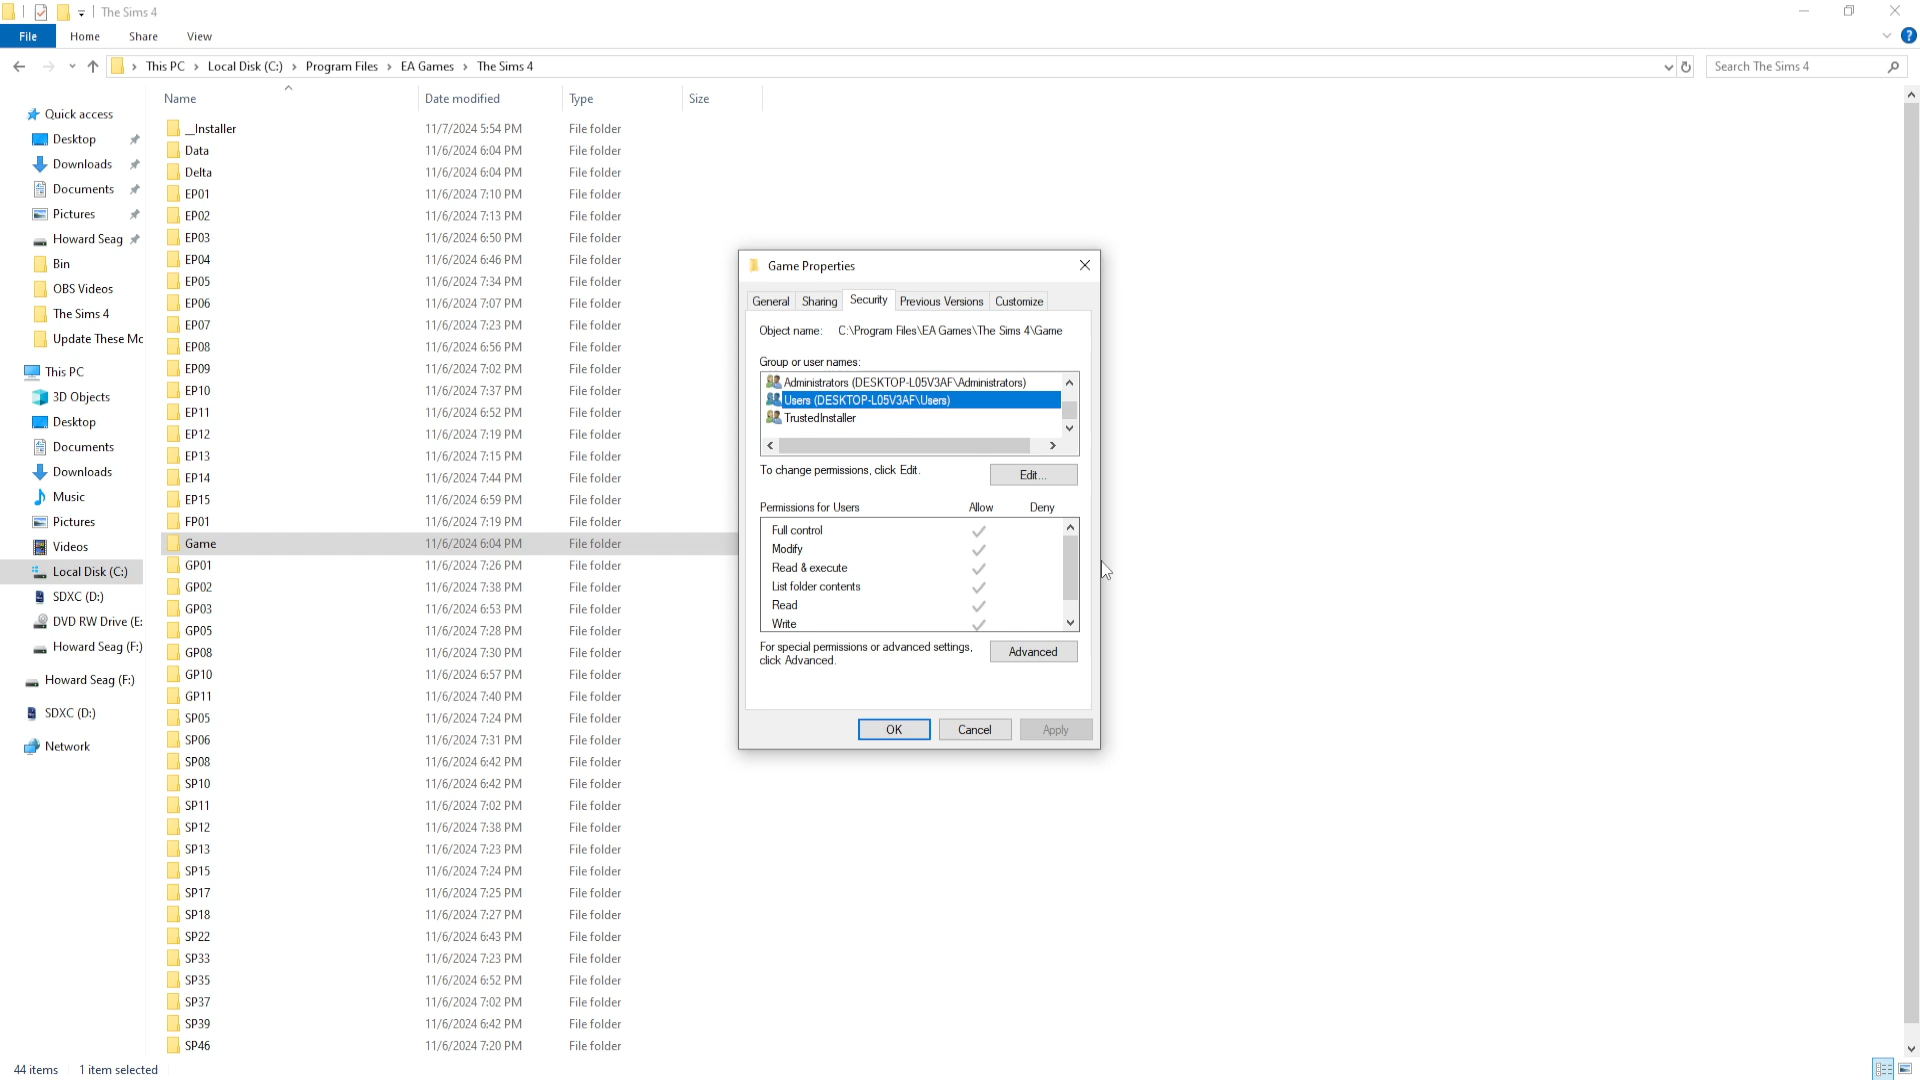 The Sims 4
File Home Share View
This PC Local Disk (C:) Program Files EA Games The Sims 4 Search The Sims 4
Name Date modified Type Size
Quick access
Desktop
Downloads
Documents
Pictures
Howard Seag
Bin
OBS Videos
The Sims 4
Update These Mc
This PC
3D Objects
Desktop
Documents
Downloads
Music
Pictures
Videos
Local Disk (C:)
SDXC (D:)
DVD RW Drive (E:
Howard Seag (F:)
Howard Seag (F:)
SDXC (D:)
Network
__Installer 11/7/2024 5:54 PM File folder
Data 11/6/2024 6:04 PM File folder
Delta 11/6/2024 6:04 PM File folder
EP01 11/6/2024 7:10 PM File folder
EP02 11/6/2024 7:13 PM File folder
EP03 11/6/2024 6:50 PM File folder
EP04 11/6/2024 6:46 PM File folder
EP05 11/6/2024 7:34 PM File folder
EP06 11/6/2024 7:07 PM File folder
EP07 11/6/2024 7:23 PM File folder
EP08 11/6/2024 6:56 PM File folder
EP09 11/6/2024 7:02 PM File folder
EP10 11/6/2024 7:37 PM File folder
EP11 11/6/2024 6:52 PM File folder
EP12 11/6/2024 7:19 PM File folder
EP13 11/6/2024 7:15 PM File folder
EP14 11/6/2024 7:44 PM File folder
EP15 11/6/2024 6:59 PM File folder
FP01 11/6/2024 7:19 PM File folder
Game 11/6/2024 6:04 PM File folder
GP01 11/6/2024 7:26 PM File folder
GP02 11/6/2024 7:38 PM File folder
GP03 11/6/2024 6:53 PM File folder
GP05 11/6/2024 7:28 PM File folder
GP08 11/6/2024 7:30 PM File folder
GP10 11/6/2024 6:57 PM File folder
GP11 11/6/2024 7:40 PM File folder
SP05 11/6/2024 7:24 PM File folder
SP06 11/6/2024 7:31 PM File folder
SP08 11/6/2024 6:42 PM File folder
SP10 11/6/2024 6:42 PM File folder
SP11 11/6/2024 7:02 PM File folder
SP12 11/6/2024 7:38 PM File folder
SP13 11/6/2024 7:23 PM File folder
SP15 11/6/2024 7:24 PM File folder
SP17 11/6/2024 7:25 PM File folder
SP18 11/6/2024 7:27 PM File folder
SP22 11/6/2024 6:43 PM File folder
SP33 11/6/2024 7:23 PM File folder
SP35 11/6/2024 6:52 PM File folder
SP37 11/6/2024 7:02 PM File folder
SP39 11/6/2024 6:42 PM File folder
SP46 11/6/2024 7:20 PM File folder
44 items 1 item selected
Game Properties
General Sharing Security Previous Versions Customize
Object name: C:\Program Files\EA Games\The Sims 4\Game
Group or user names:
Administrators (DESKTOP-L05V3AF\Administrators)
Users (DESKTOP-L05V3AF\Users)
TrustedInstaller
To change permissions, click Edit. Edit...
Permissions for Users Allow Deny
Full control
Modify
Read & execute
List folder contents
Read
Write
For special permissions or advanced settings,
click Advanced. Advanced
OK Cancel Apply